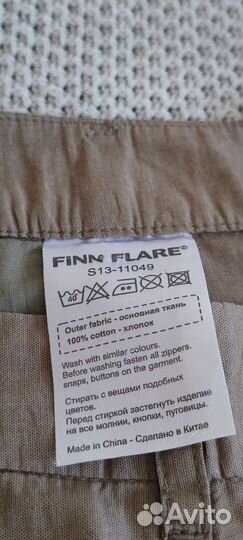 FiNN FLARE®
S13-11049
40
Outer fabric - основная ткань
100% cotton - хлопок
Wash with similar colours.
Before washing fasten all zippers,
snaps, buttons on the garment.
Стирать с вещами подобных
цветов.
Перед стиркой застегнуть изделие
на все молнии, кнопки, пуговицы.
Made in China - Сделано в Китае
Avito